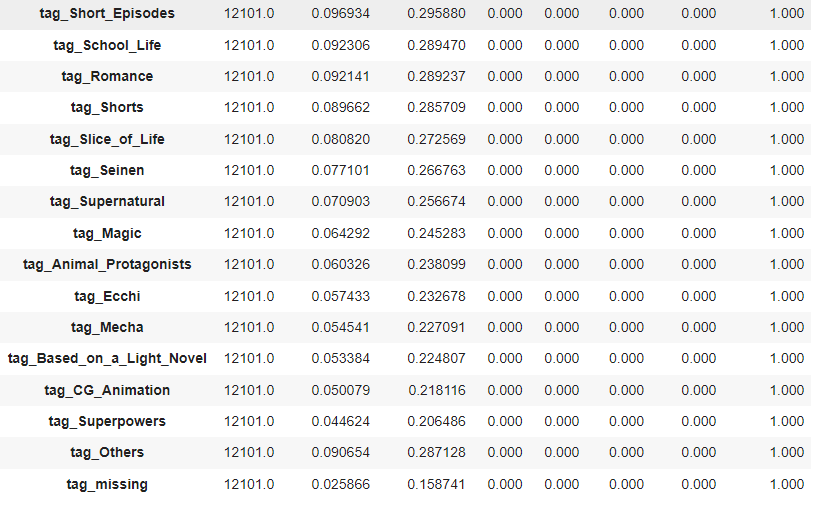 tag_Short_Episodes 12101.0 0.096934 0.295880 0.000 0.000 0.000 0.000 1.000
tag_School_Life 12101.0 0.092306 0.289470 0.000 0.000 0.000 0.000 1.000
tag_Romance 12101.0 0.092141 0.289237 0.000 0.000 0.000 0.000 1.000
tag_Shorts 12101.0 0.089662 0.285709 0.000 0.000 0.000 0.000 1.000
tag_Slice_of_Life 12101.0 0.080820 0.272569 0.000 0.000 0.000 0.000 1.000
tag_Seinen 12101.0 0.077101 0.266763 0.000 0.000 0.000 0.000 1.000
tag_Supernatural 12101.0 0.070903 0.256674 0.000 0.000 0.000 0.000 1.000
tag_Magic 12101.0 0.064292 0.245283 0.000 0.000 0.000 0.000 1.000
tag_Animal_Protagonists 12101.0 0.060326 0.238099 0.000 0.000 0.000 0.000 1.000
tag_Ecchi 12101.0 0.057433 0.232678 0.000 0.000 0.000 0.000 1.000
tag_Mecha 12101.0 0.054541 0.227091 0.000 0.000 0.000 0.000 1.000
tag_Based_on_a_Light_Novel 12101.0 0.053384 0.224807 0.000 0.000 0.000 0.000 1.000
tag_CG_Animation 12101.0 0.050079 0.218116 0.000 0.000 0.000 0.000 1.000
tag_Superpowers 12101.0 0.044624 0.206486 0.000 0.000 0.000 0.000 1.000
tag_Others 12101.0 0.090654 0.287128 0.000 0.000 0.000 0.000 1.000
tag_missing 12101.0 0.025866 0.158741 0.000 0.000 0.000 0.000 1.000